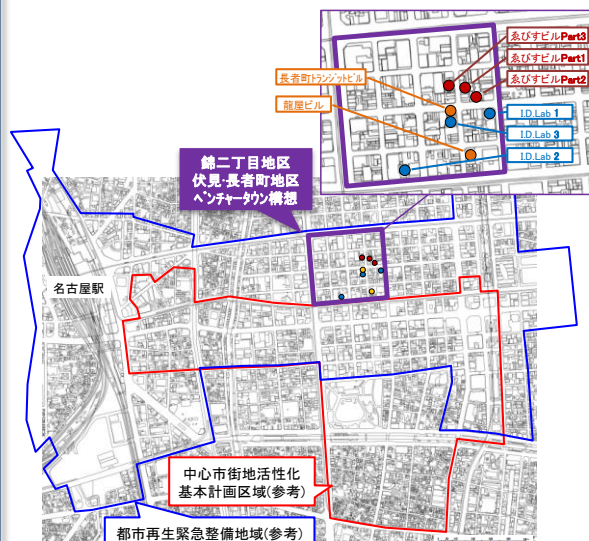 ゑびすビルPart3
ゑびすビルPart1
ゑびすビルPart2
長者町トランジットビル
龍屋ビル
I.D.Lab 1
I.D.Lab 3
I.D.Lab 2
錦二丁目地区
伏見・長者町地区
ベンチャータウン構想
名古屋駅
中心市街地活性化
基本計画区域(参考)
都市再生緊急整備地域(参考)